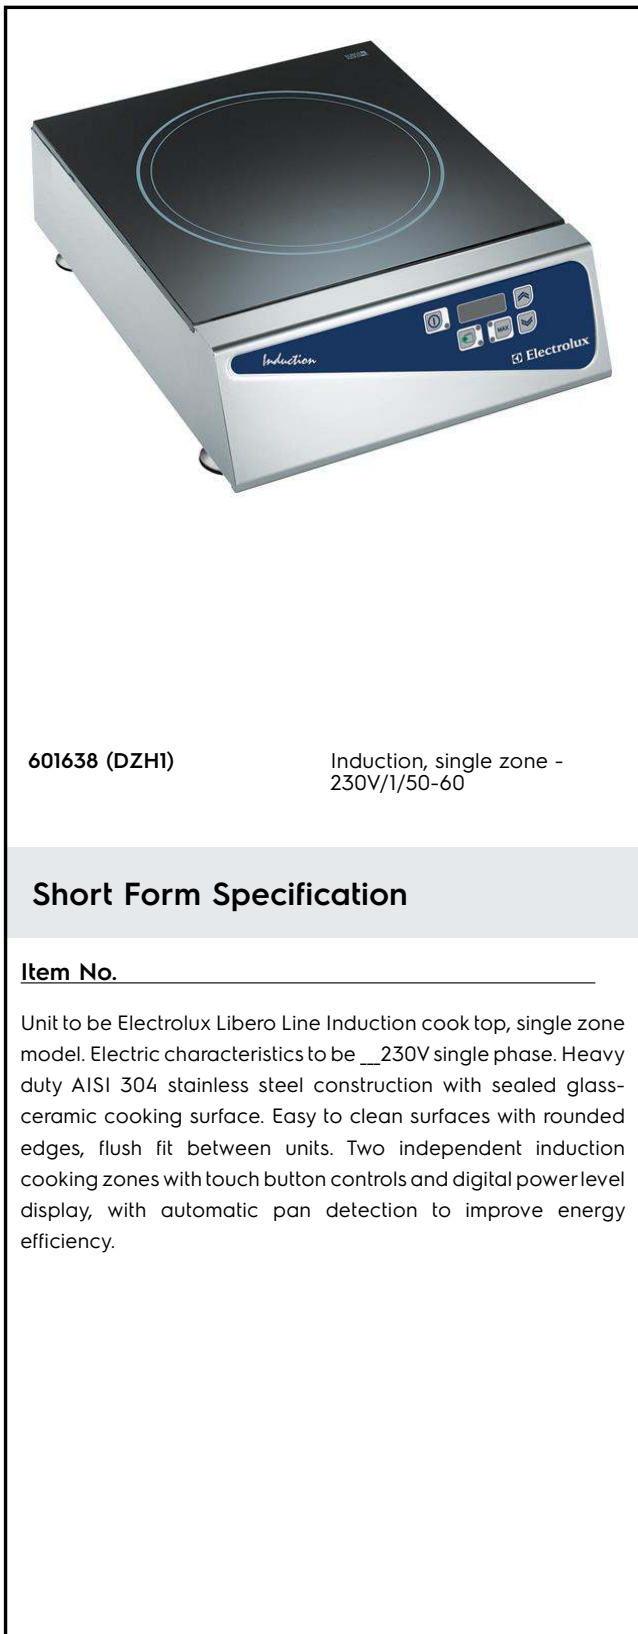 Induction
MAX
Electrolux
601638 (DZH1)
Induction, single zone -
230V/1/50-60
Short Form Specification
Item No.
Unit to be Electrolux Libero Line Induction cook top, single zone
model. Electric characteristics to be ___230V single phase. Heavy
duty AISI 304 stainless steel construction with sealed glass-
ceramic cooking surface. Easy to clean surfaces with rounded
edges, flush fit between units. Two independent induction
cooking zones with touch button controls and digital power level
display, with automatic pan detection to improve energy
efficiency.